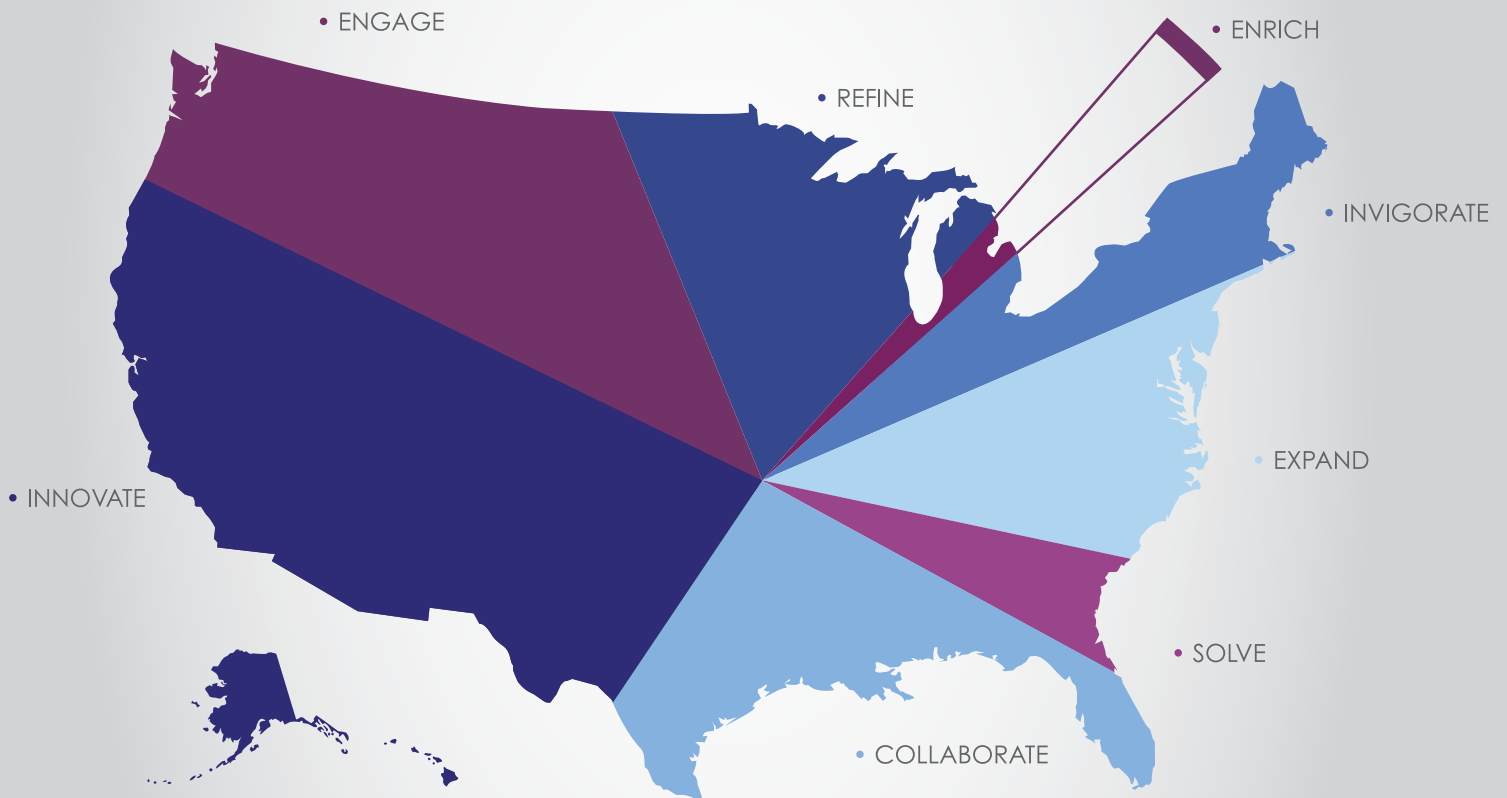 ENGAGE
ENRICH
REFINE
INVIGORATE
EXPAND
INNOVATE
SOLVE
COLLABORATE